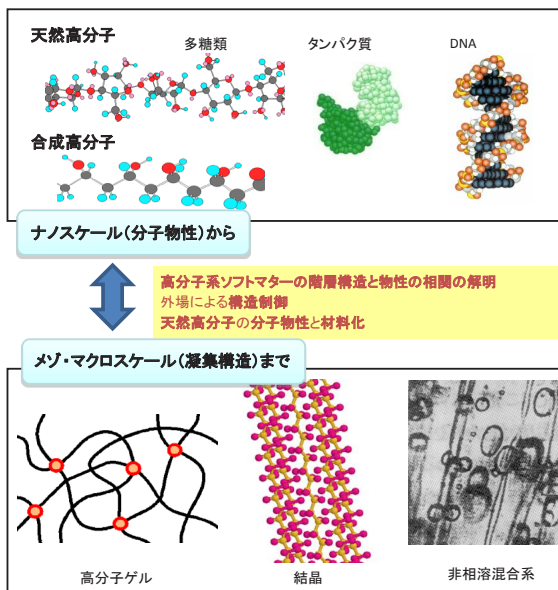 天然高分子
多糖類
タンパク質
DNA
合成高分子
ナノスケール(分子物性)から
高分子系ソフトマターの階層構造と物性の相関の解明
外場による構造制御
天然高分子の分子物性と材料化
メゾ・マクロスケール(凝集構造)まで
高分子ゲル
結晶
非相溶混合系